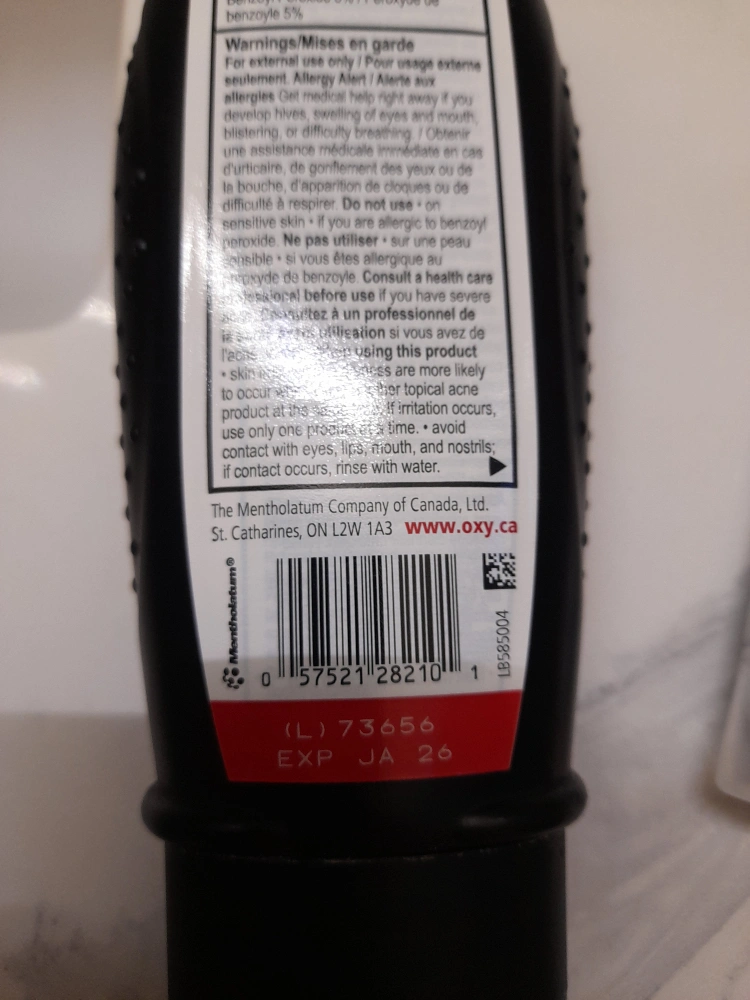 benzoyle 5%
Warnings/Mises en garde
For external use only / Pour usage externe
seulement. Allergy Alert / Alerte aux
allergies Get medical help right away if you
develop hives, swelling of eyes and mouth,
blistering, or difficulty breathing. / Obtenir
une assistance médicale immédiate en cas
d'urticaire, de gonflement des yeux ou de
la bouche, d'apparition de cloques ou de
difficulté à respirer. Do not use • on
sensitive skin • if you are allergic to benzoyl
peroxide. Ne pas utiliser • sur une peau
sensible • si vous êtes allergique au
peroxyde de benzoyle. Consult a health care
professional before use if you have severe
Consultez à un professionnel de
la utilisation si vous avez de
l'acné using this product
• skin are more likely
to occur topical acne
product at the If irritation occurs,
use only one product at a time. • avoid
contact with eyes, lips, mouth, and nostrils;
if contact occurs, rinse with water.
The Mentholatum Company of Canada, Ltd.
St. Catharines, ON L2W 1A3 www.oxy.ca
Mentholatum®
LB585004
0 57521 28210 1
(L) 73656
EXP JA 26